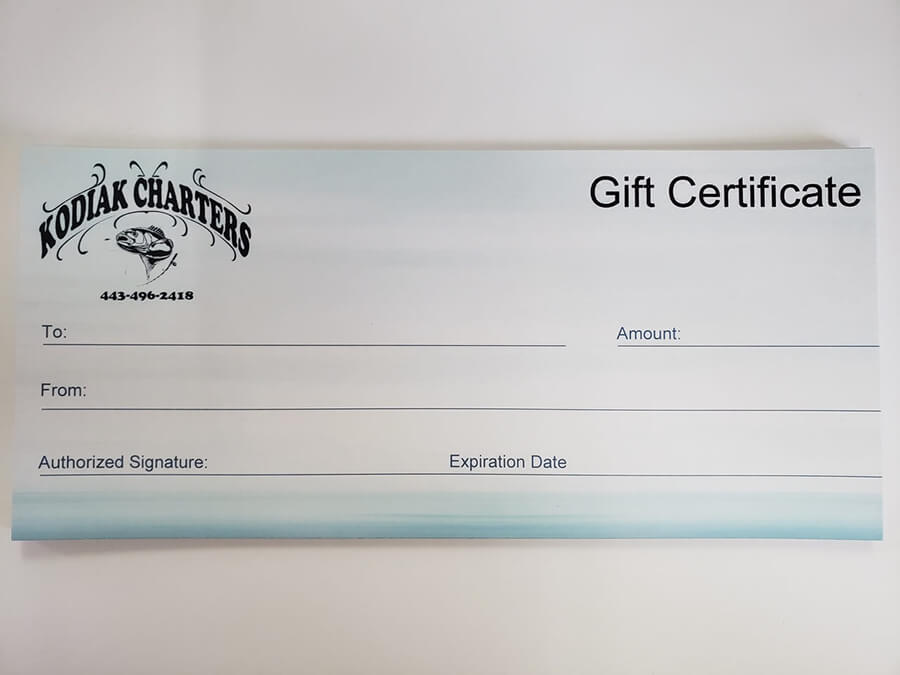 KODIAK CHARTERS
443-496-2418
Gift Certificate
To:
Amount:
From:
Authorized Signature:
Expiration Date